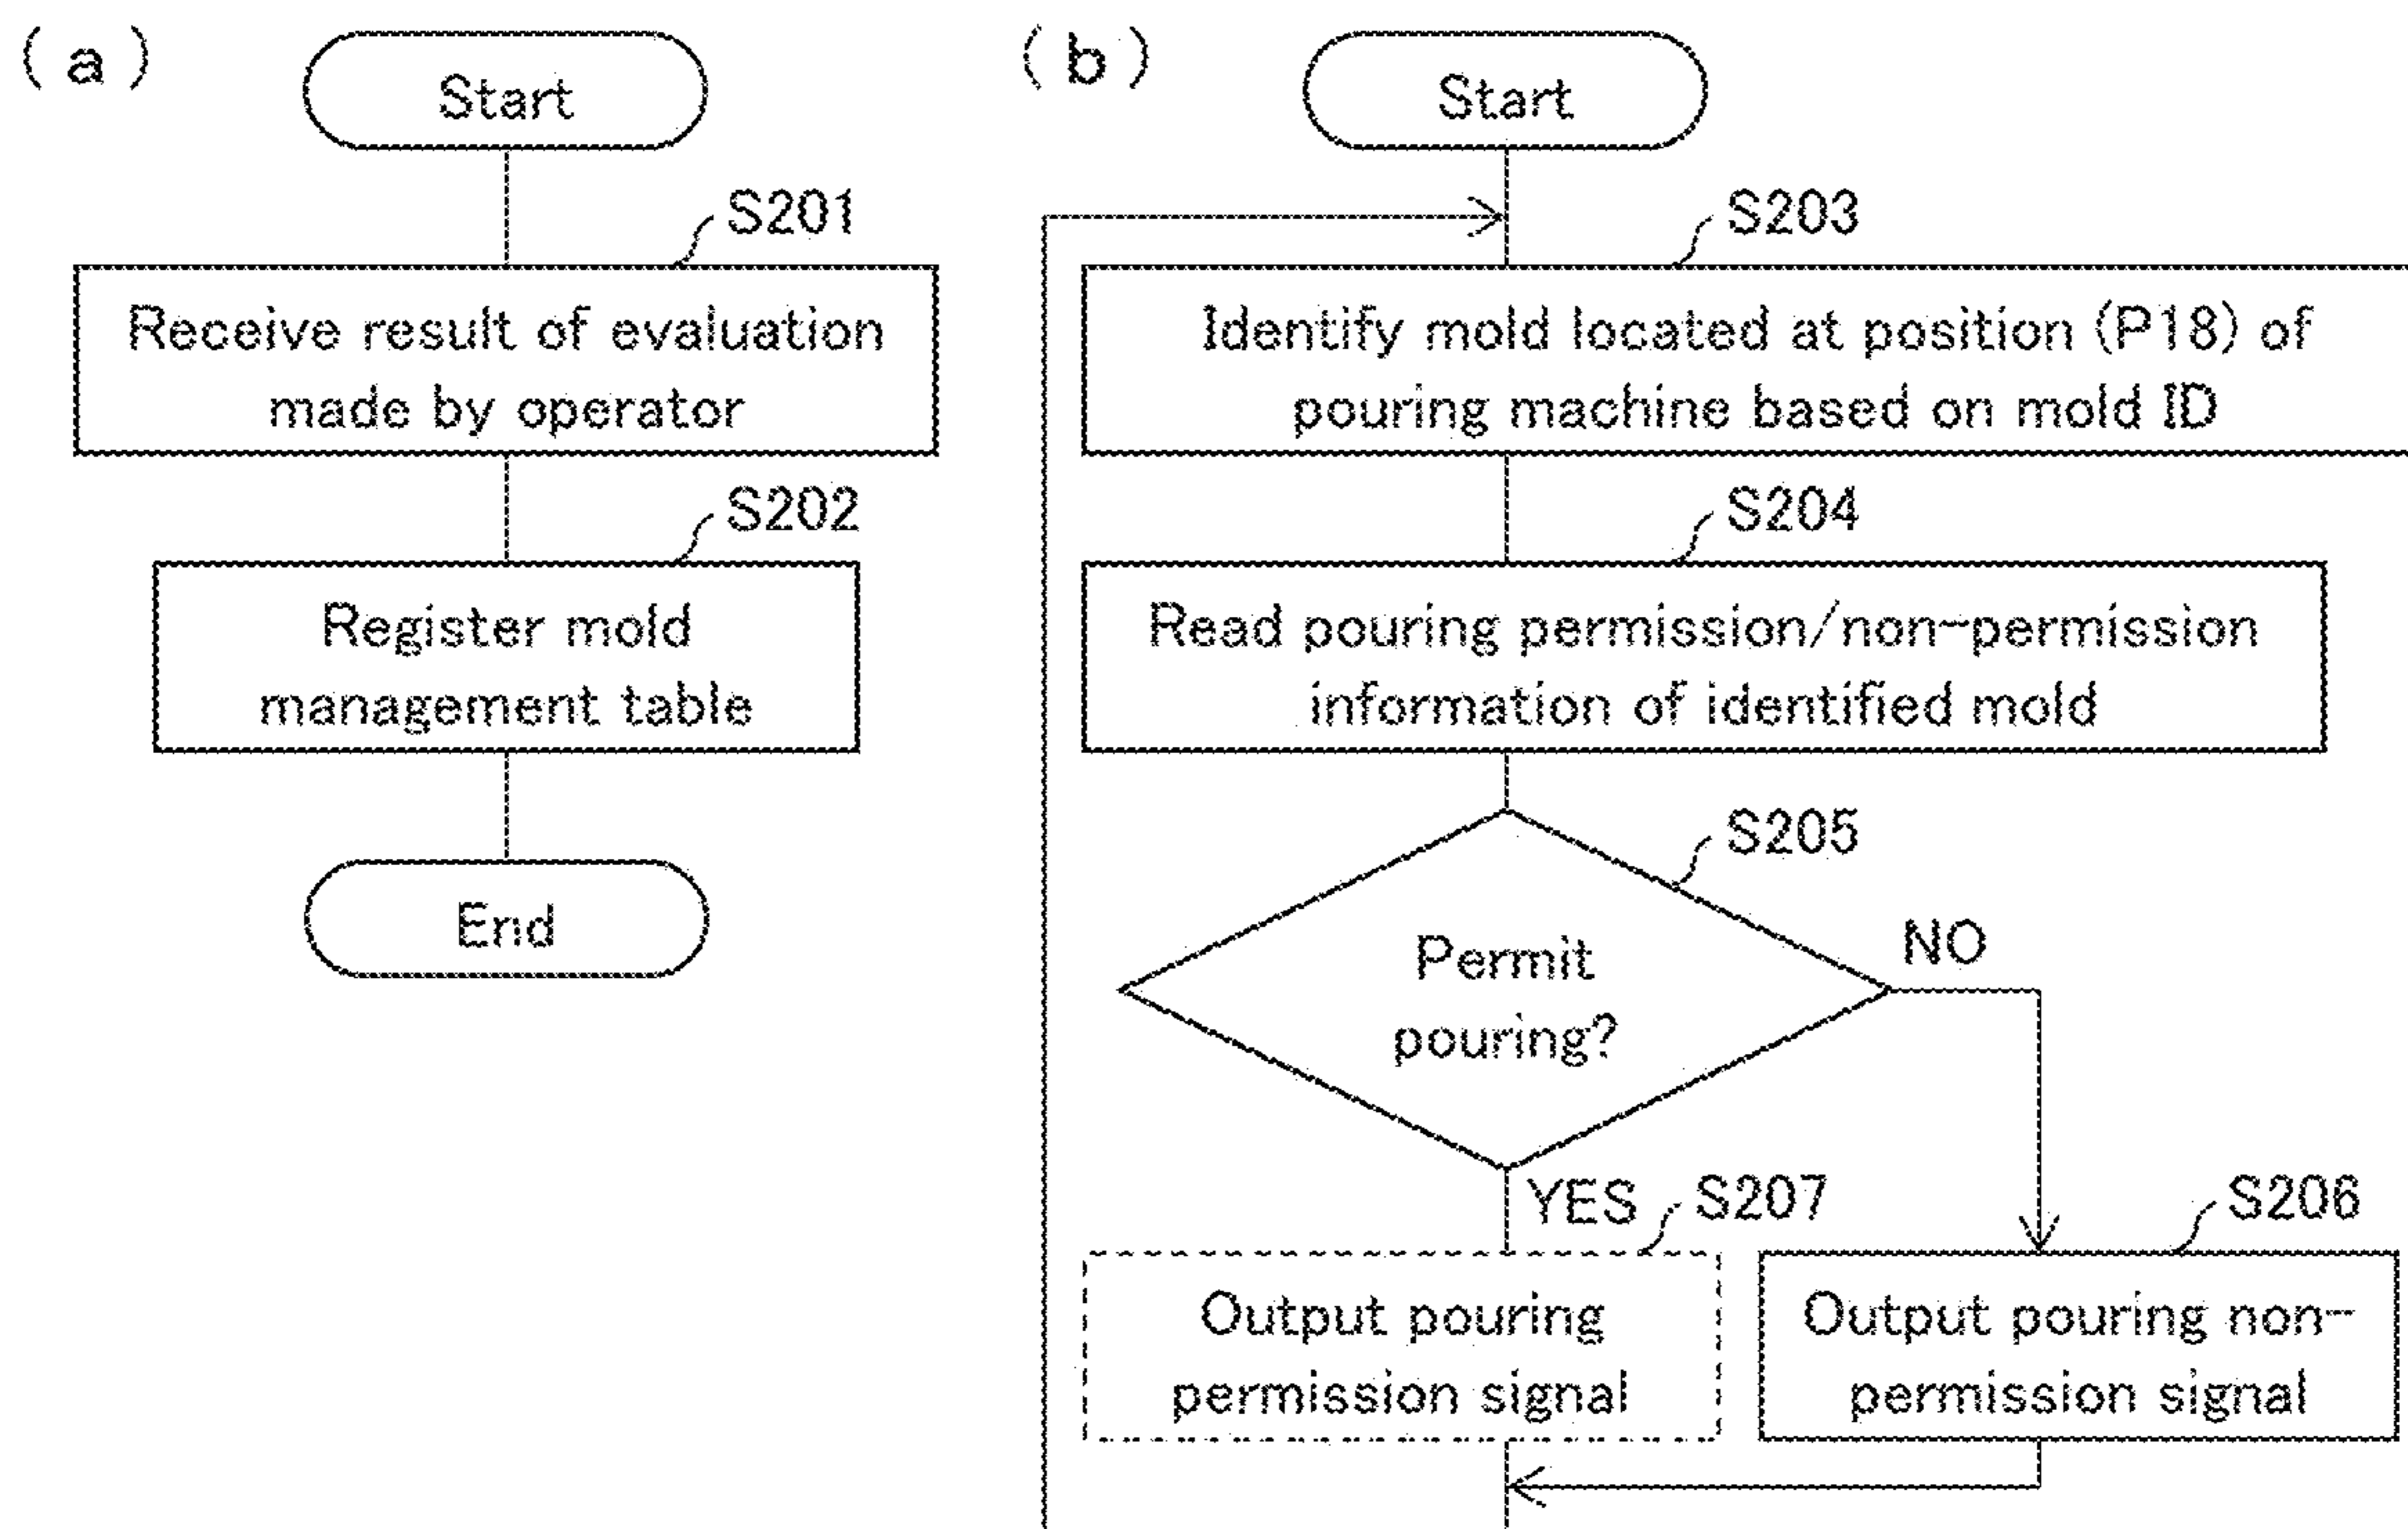 (a)
Start
S201
Receive result of evaluation
made by operator
S202
Register mold
management table
End
(b)
Start
S203
Identify mold located at position (P18) of
pouring machine based on mold ID
S204
Read pouring permission/non-permission
information of identified mold
S205
Permit
pouring?
NO
YES
S207
Output pouring
permission signal
S206
Output pouring non-
permission signal